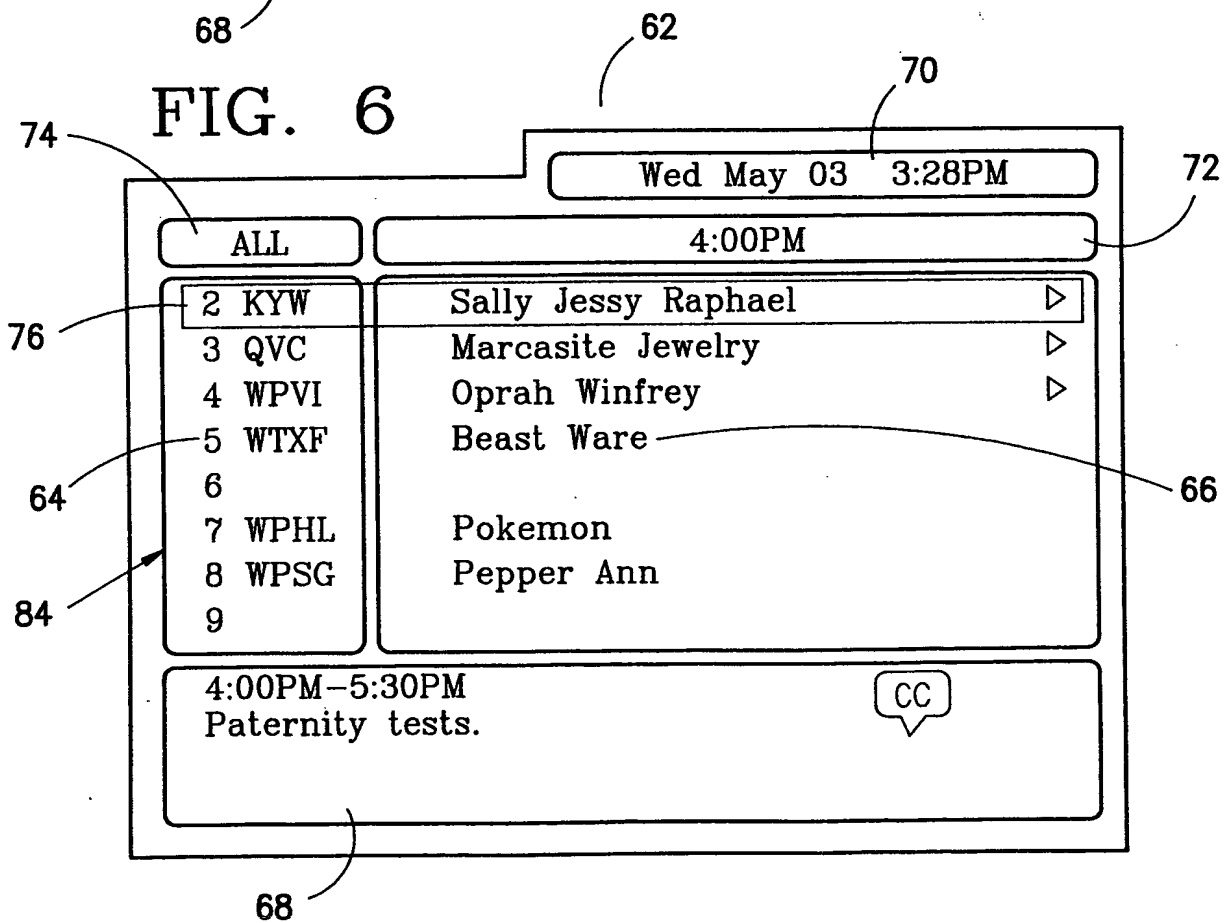 68
62
FIG. 6
70
74
Wed May 03 3:28PM
72
ALL
4:00PM
76
2 KYW Sally Jessy Raphael
3 QVC Marcasite Jewelry
4 WPVI Oprah Winfrey
64
5 WTXF Beast Ware
66
6
7 WPHL Pokemon
84
8 WPSG Pepper Ann
9
4:00PM-5:30PM
CC
Paternity tests.
68